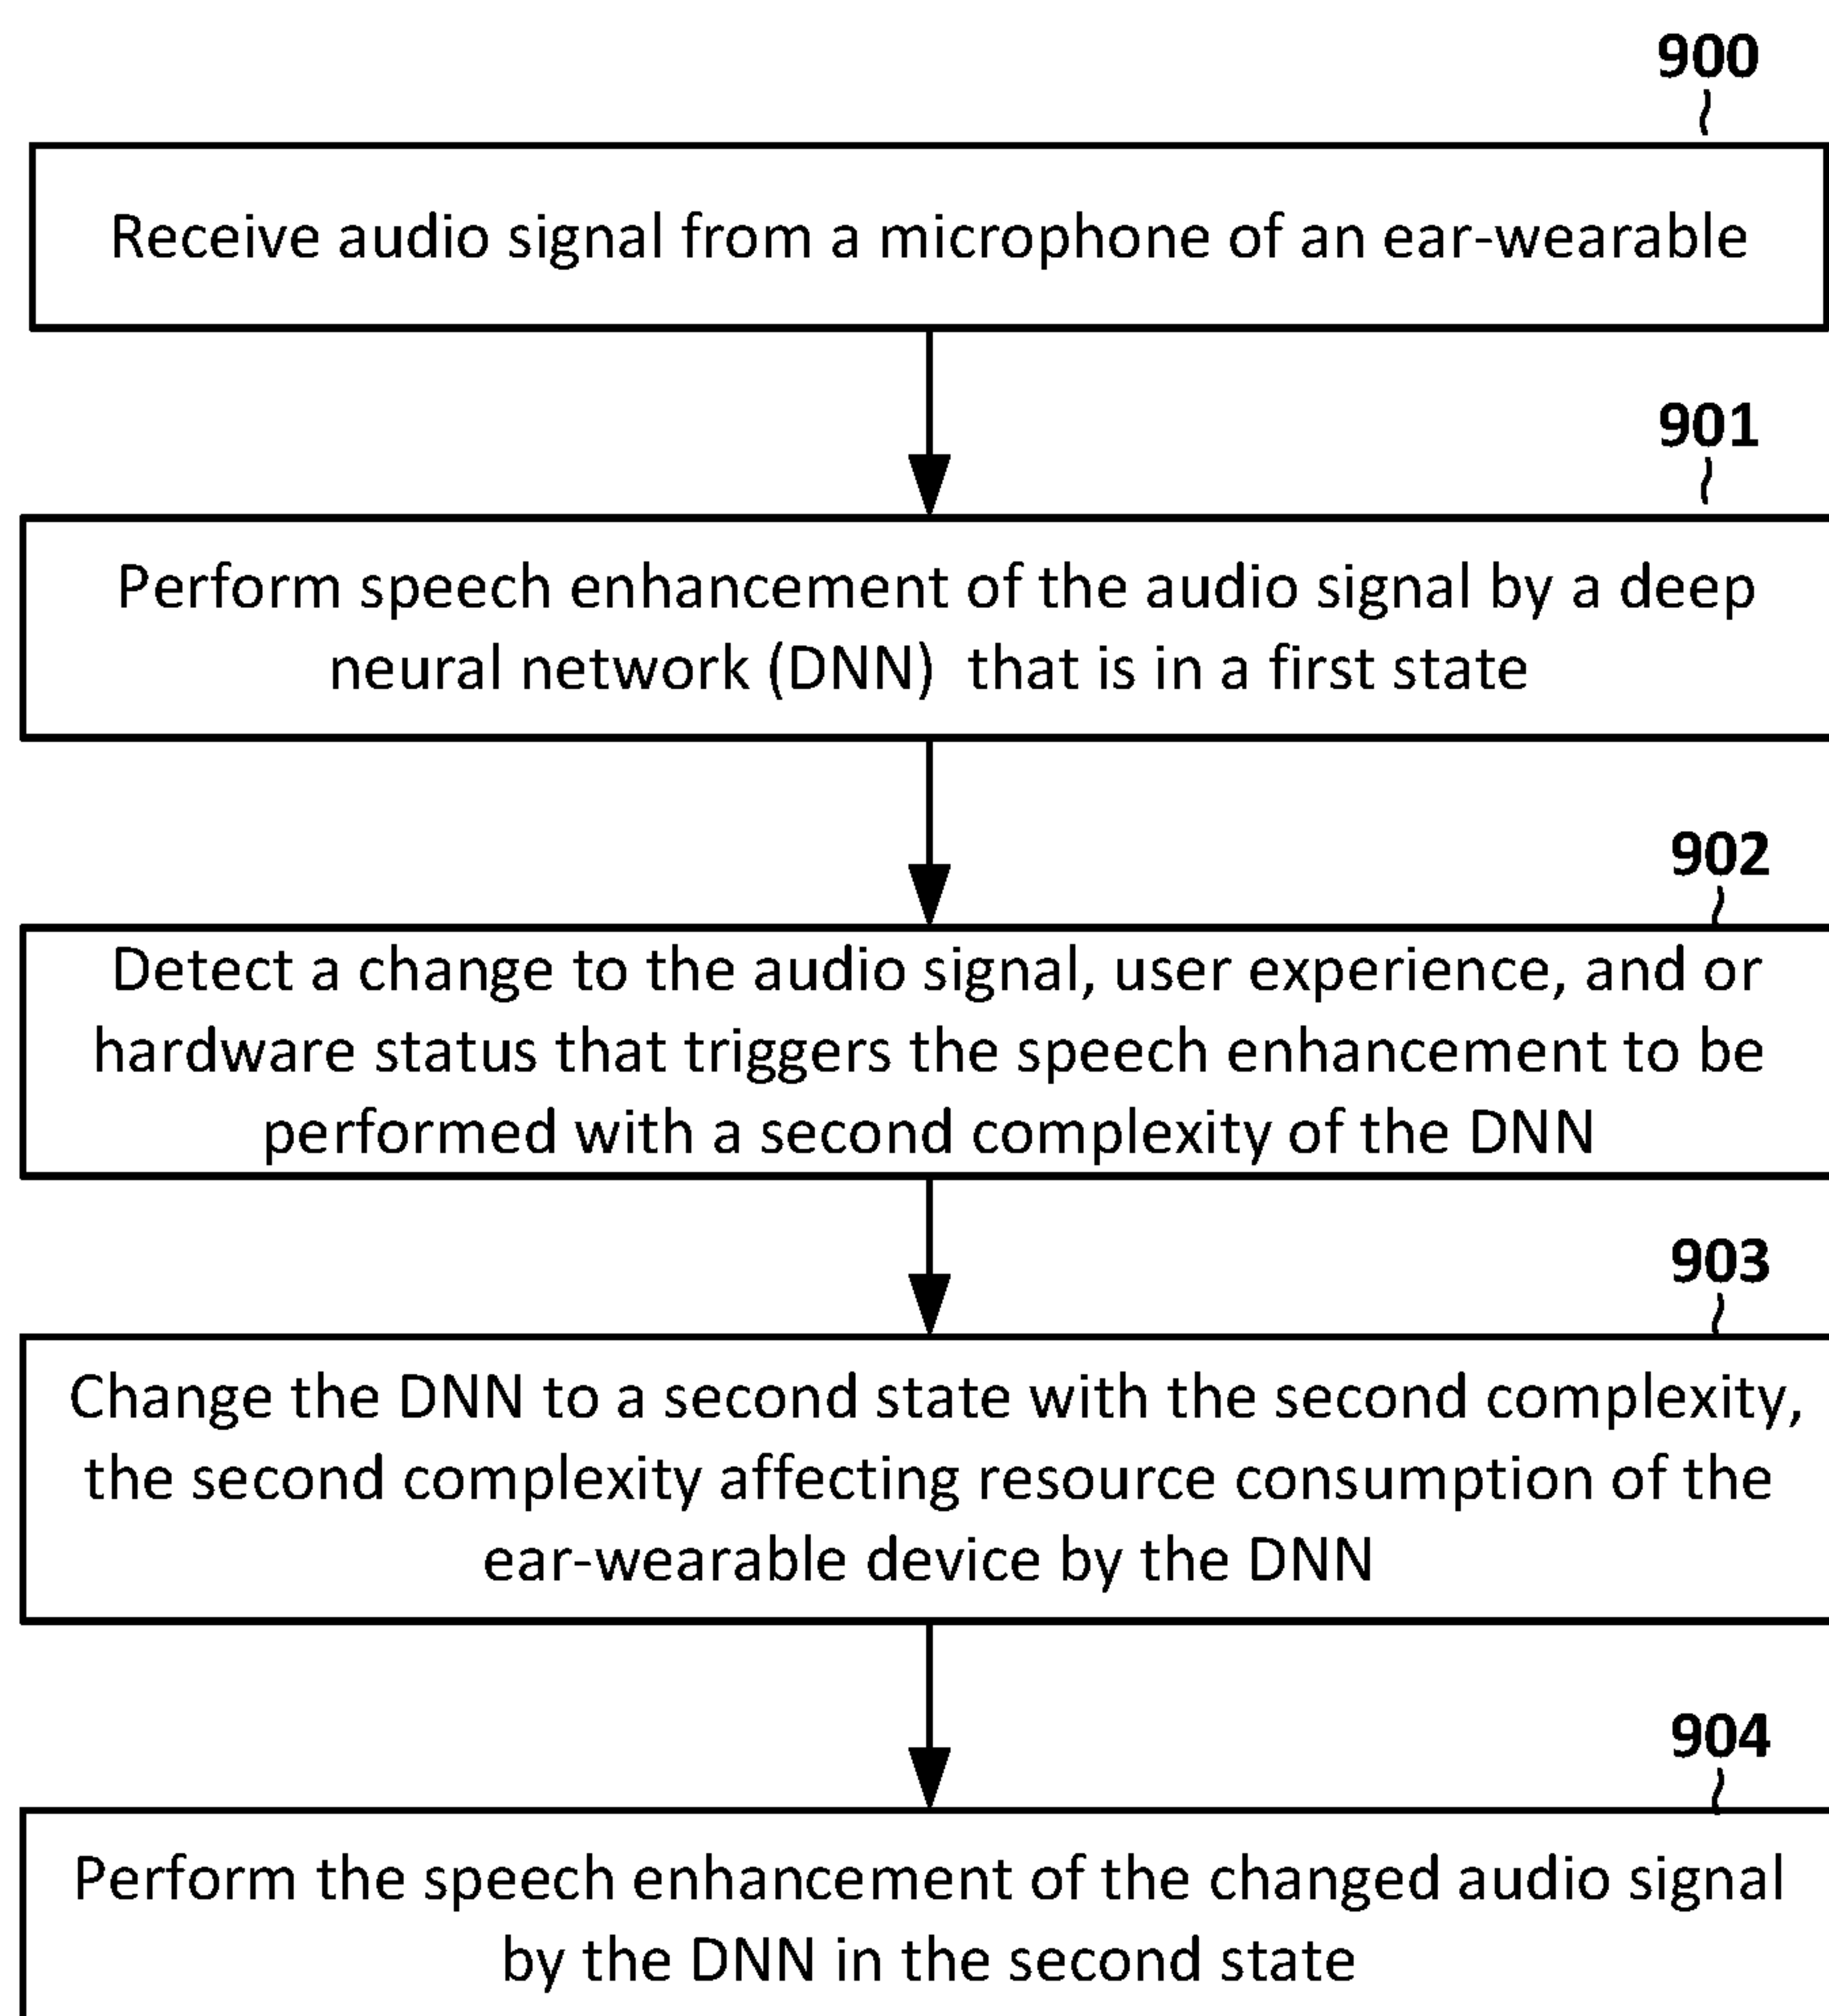 900
Receive audio signal from a microphone of an ear-wearable
901
Perform speech enhancement of the audio signal by a deep
neural network (DNN) that is in a first state
902
Detect a change to the audio signal, user experience, and or
hardware status that triggers the speech enhancement to be
performed with a second complexity of the DNN
903
Change the DNN to a second state with the second complexity,
the second complexity affecting resource consumption of the
ear-wearable device by the DNN
904
Perform the speech enhancement of the changed audio signal
by the DNN in the second state